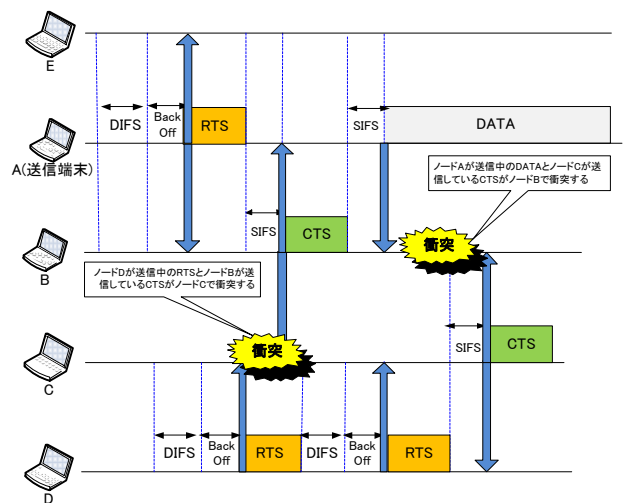 E
DIFS
Back
Off
RTS
SIFS
DATA
A(送信端末)
ノードAが送信中のDATAとノードCが送
信しているCTSがノードBで衝突する
SIFS
CTS
衝突
B
ノードDが送信中のRTSとノードBが送
信しているCTSがノードCで衝突する
衝突
SIFS
CTS
C
DIFS
Back
Off
RTS
DIFS
Back
Off
RTS
D